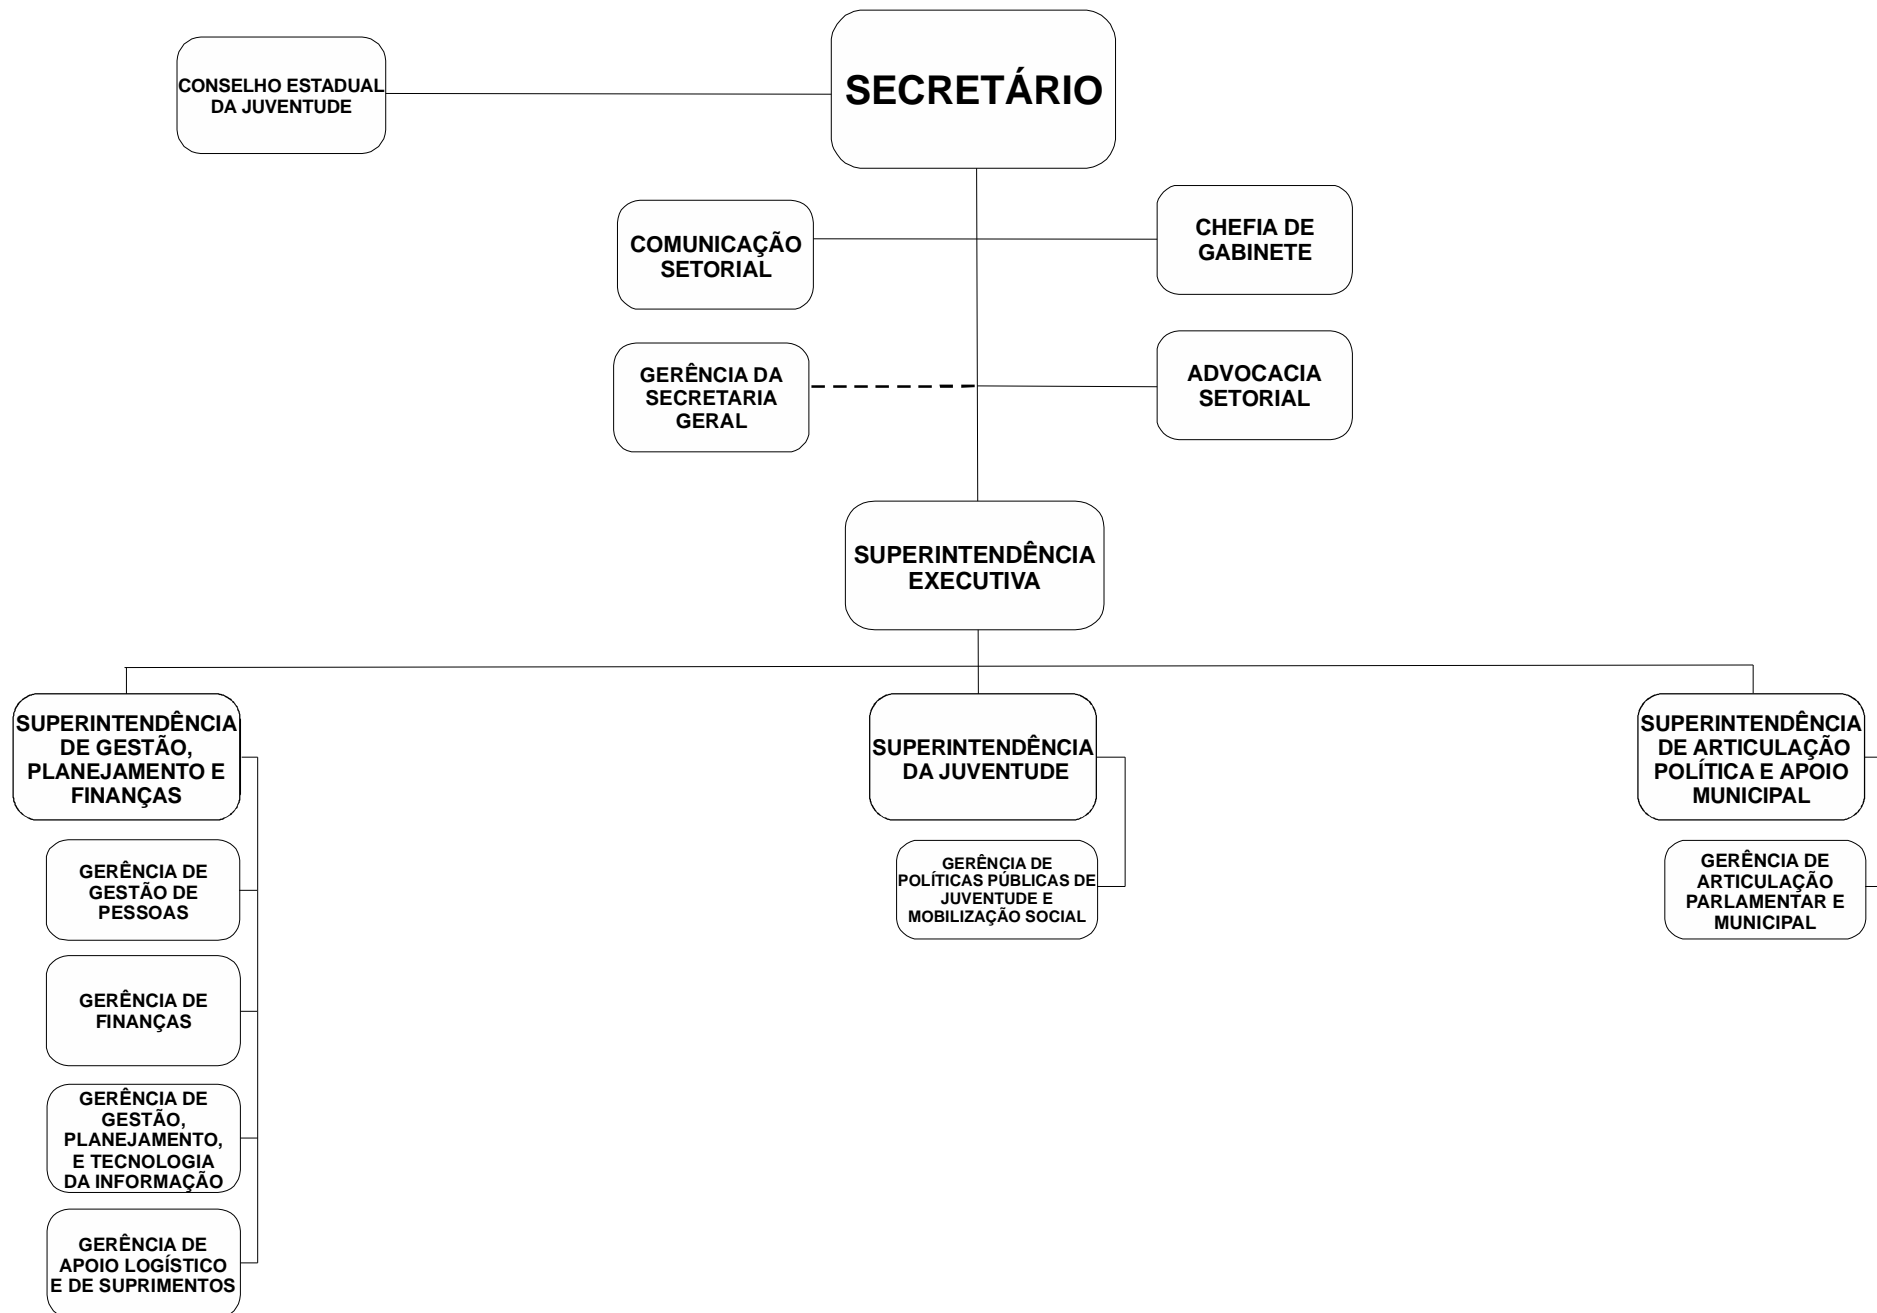 CONSELHO ESTADUAL
DA JUVENTUDE
SECRETÁRIO
COMUNICAÇÃO
SETORIAL
CHEFIA DE
GABINETE
GERÊNCIA DA
SECRETARIA
GERAL
ADVOCACIA
SETORIAL
SUPERINTENDÊNCIA
EXECUTIVA
SUPERINTENDÊNCIA
DE GESTÃO,
PLANEJAMENTO E
FINANÇAS
GERÊNCIA DE
GESTÃO DE
PESSOAS
GERÊNCIA DE
FINANÇAS
GERÊNCIA DE
GESTÃO,
PLANEJAMENTO,
E TECNOLOGIA
DA INFORMAÇÃO
GERÊNCIA DE
APOIO LOGÍSTICO
E DE SUPRIMENTOS
SUPERINTENDÊNCIA
DA JUVENTUDE
GERÊNCIA DE
POLÍTICAS PÚBLICAS DE
JUVENTUDE E
MOBILIZAÇÃO SOCIAL
SUPERINTENDÊNCIA
DE ARTICULAÇÃO
POLÍTICA E APOIO
MUNICIPAL
GERÊNCIA DE
ARTICULAÇÃO
PARLAMENTAR E
MUNICIPAL